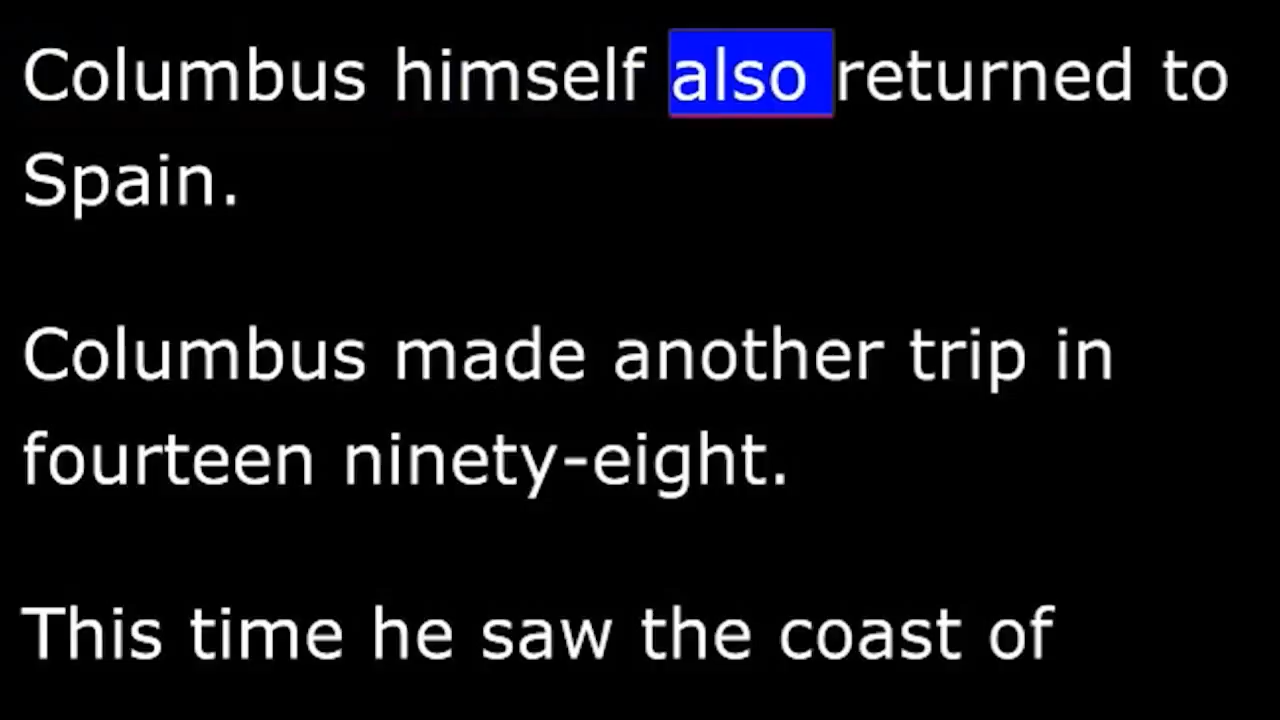 Columbus himself also returned to
Spain.
Columbus made another trip in
fourteen ninety-eight.
This time he saw the coast of